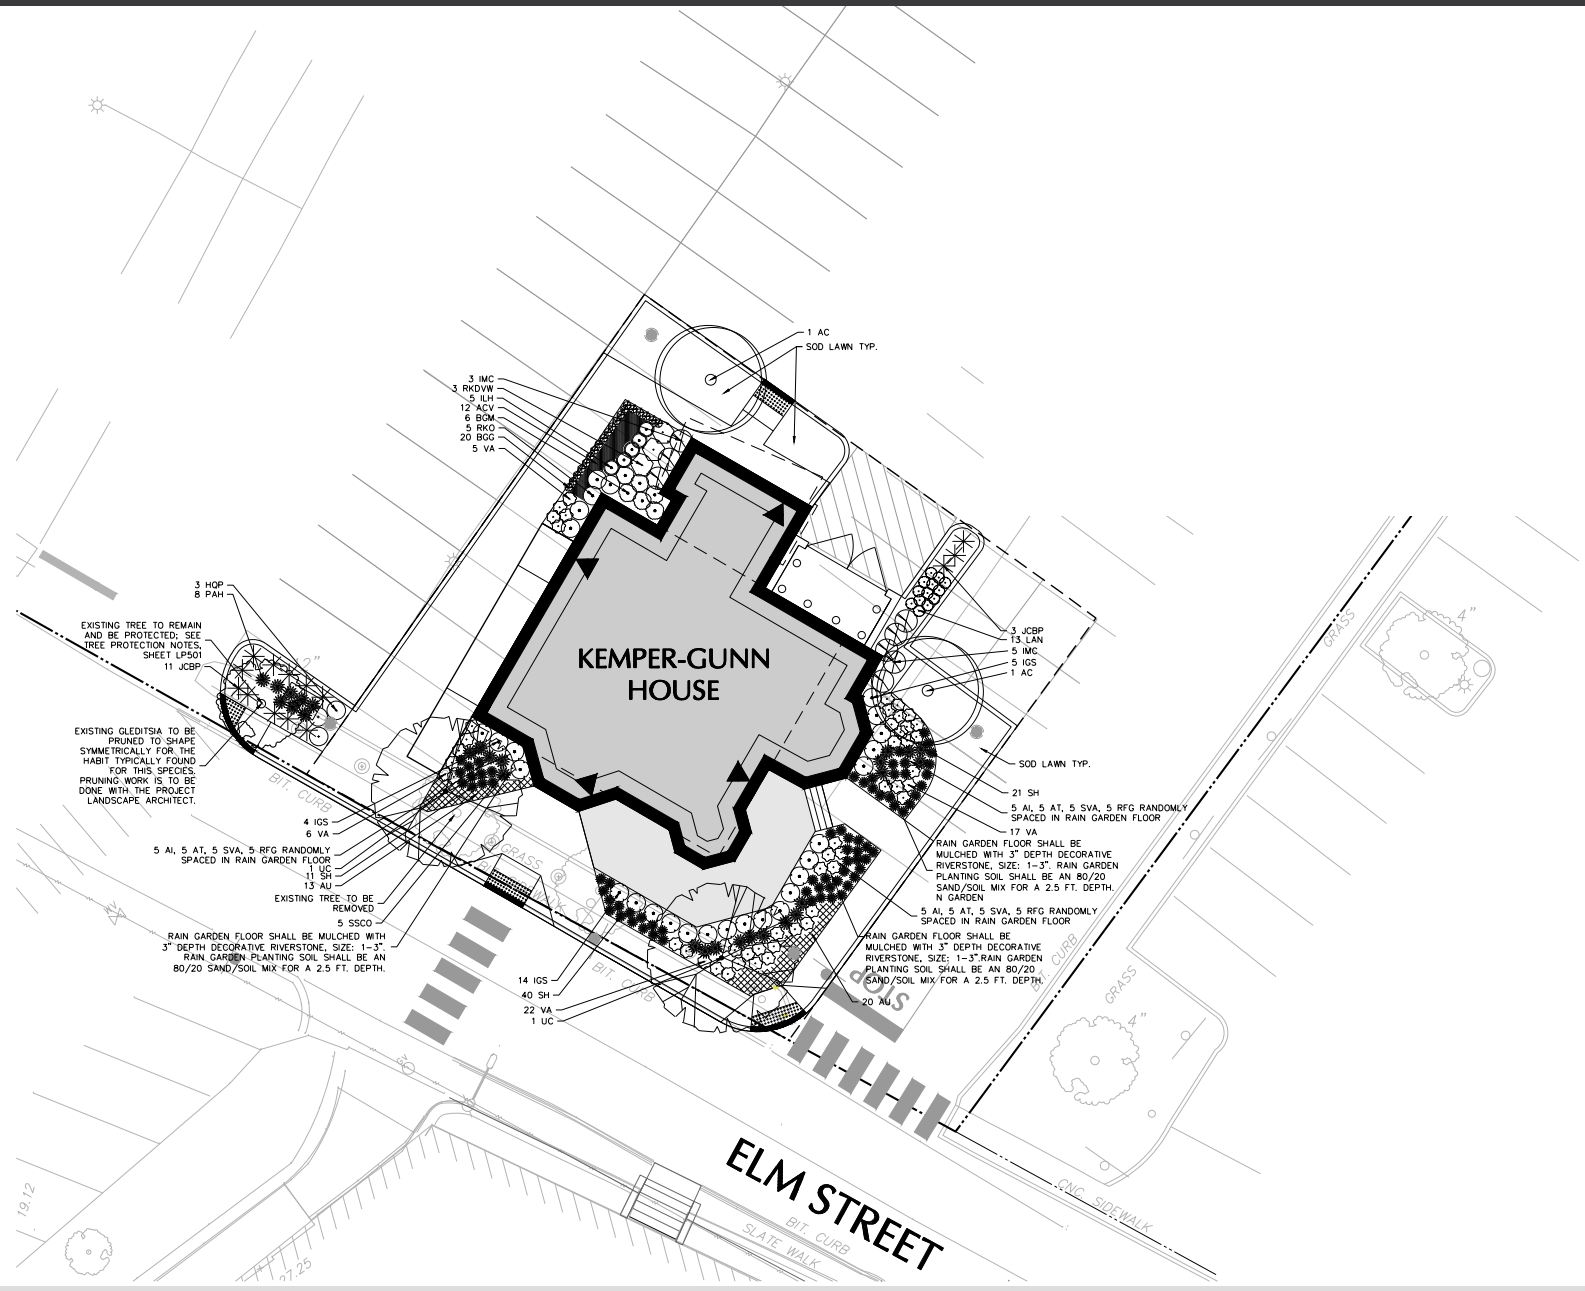 1 AC
SOD LAWN TYP.
3 IMC
3 RKDVW
5 ILH
12 ACV
6 BGM
5 RKO
20 BGG
5 VA
3 HQP
8 PAH
EXISTING TREE TO REMAIN
AND BE PROTECTED; SEE
TREE PROTECTION NOTES,
SHEET LP501
11 JCBP
12"
EXISTING GLEDITSIA TO BE
PRUNED TO SHAPE
SYMMETRICALLY FOR THE
HABIT TYPICALLY FOUND
FOR THIS SPECIES.
PRUNING WORK IS TO BE
DONE WITH THE PROJECT
LANDSCAPE ARCHITECT.
BIT. CURB
KEMPER-GUNN
HOUSE
3 JCBP
13 LAN
5 IMC
5 IGS
1 AC
SOD LAWN TYP.
21 SH
5 AI, 5 AT, 5 SVA, 5 RFG RANDOMLY
SPACED IN RAIN GARDEN FLOOR
17 VA
RAIN GARDEN FLOOR SHALL BE
MULCHED WITH 3" DEPTH DECORATIVE
RIVERSTONE, SIZE: 1-3". RAIN GARDEN
PLANTING SOIL SHALL BE AN 80/20
SAND/SOIL MIX FOR A 2.5 FT. DEPTH.
N GARDEN
5 AI, 5 AT, 5 SVA, 5 RFG RANDOMLY
SPACED IN RAIN GARDEN FLOOR
RAIN GARDEN FLOOR SHALL BE
MULCHED WITH 3" DEPTH DECORATIVE
RIVERSTONE, SIZE: 1-3".RAIN GARDEN
PLANTING SOIL SHALL BE AN 80/20
SAND/SOIL MIX FOR A 2.5 FT. DEPTH.
20 AU
STOP
4 IGS
6 VA
5 AI, 5 AT, 5 SVA, 5 RFG RANDOMLY
SPACED IN RAIN GARDEN FLOOR
1 UC
11 SH
13 AU
EXISTING TREE TO BE
REMOVED
5 SSCO
RAIN GARDEN FLOOR SHALL BE MULCHED WITH
3" DEPTH DECORATIVE RIVERSTONE, SIZE: 1-3".
RAIN GARDEN PLANTING SOIL SHALL BE AN
80/20 SAND/SOIL MIX FOR A 2.5 FT. DEPTH.
GRASS
WALK
14 IGS
40 SH
22 VA
1 UC
BIT. CURB
GRASS
4"
BIT. CURB
GRASS
4"
CNC. SIDEWALK
ELM STREET
BIT. CURB
SLATE WALK
19.12
27.25